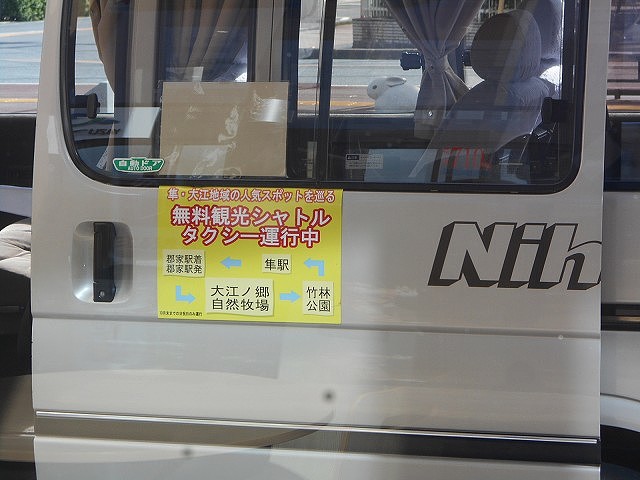 自動ドア
AUTO DOOR
隼・大江地域の人気スポットを巡る
無料観光シャトル
タクシー運行中
郡家駅着
郡家駅発
隼駅
大江ノ郷
自然牧場
竹林
公園
Nih